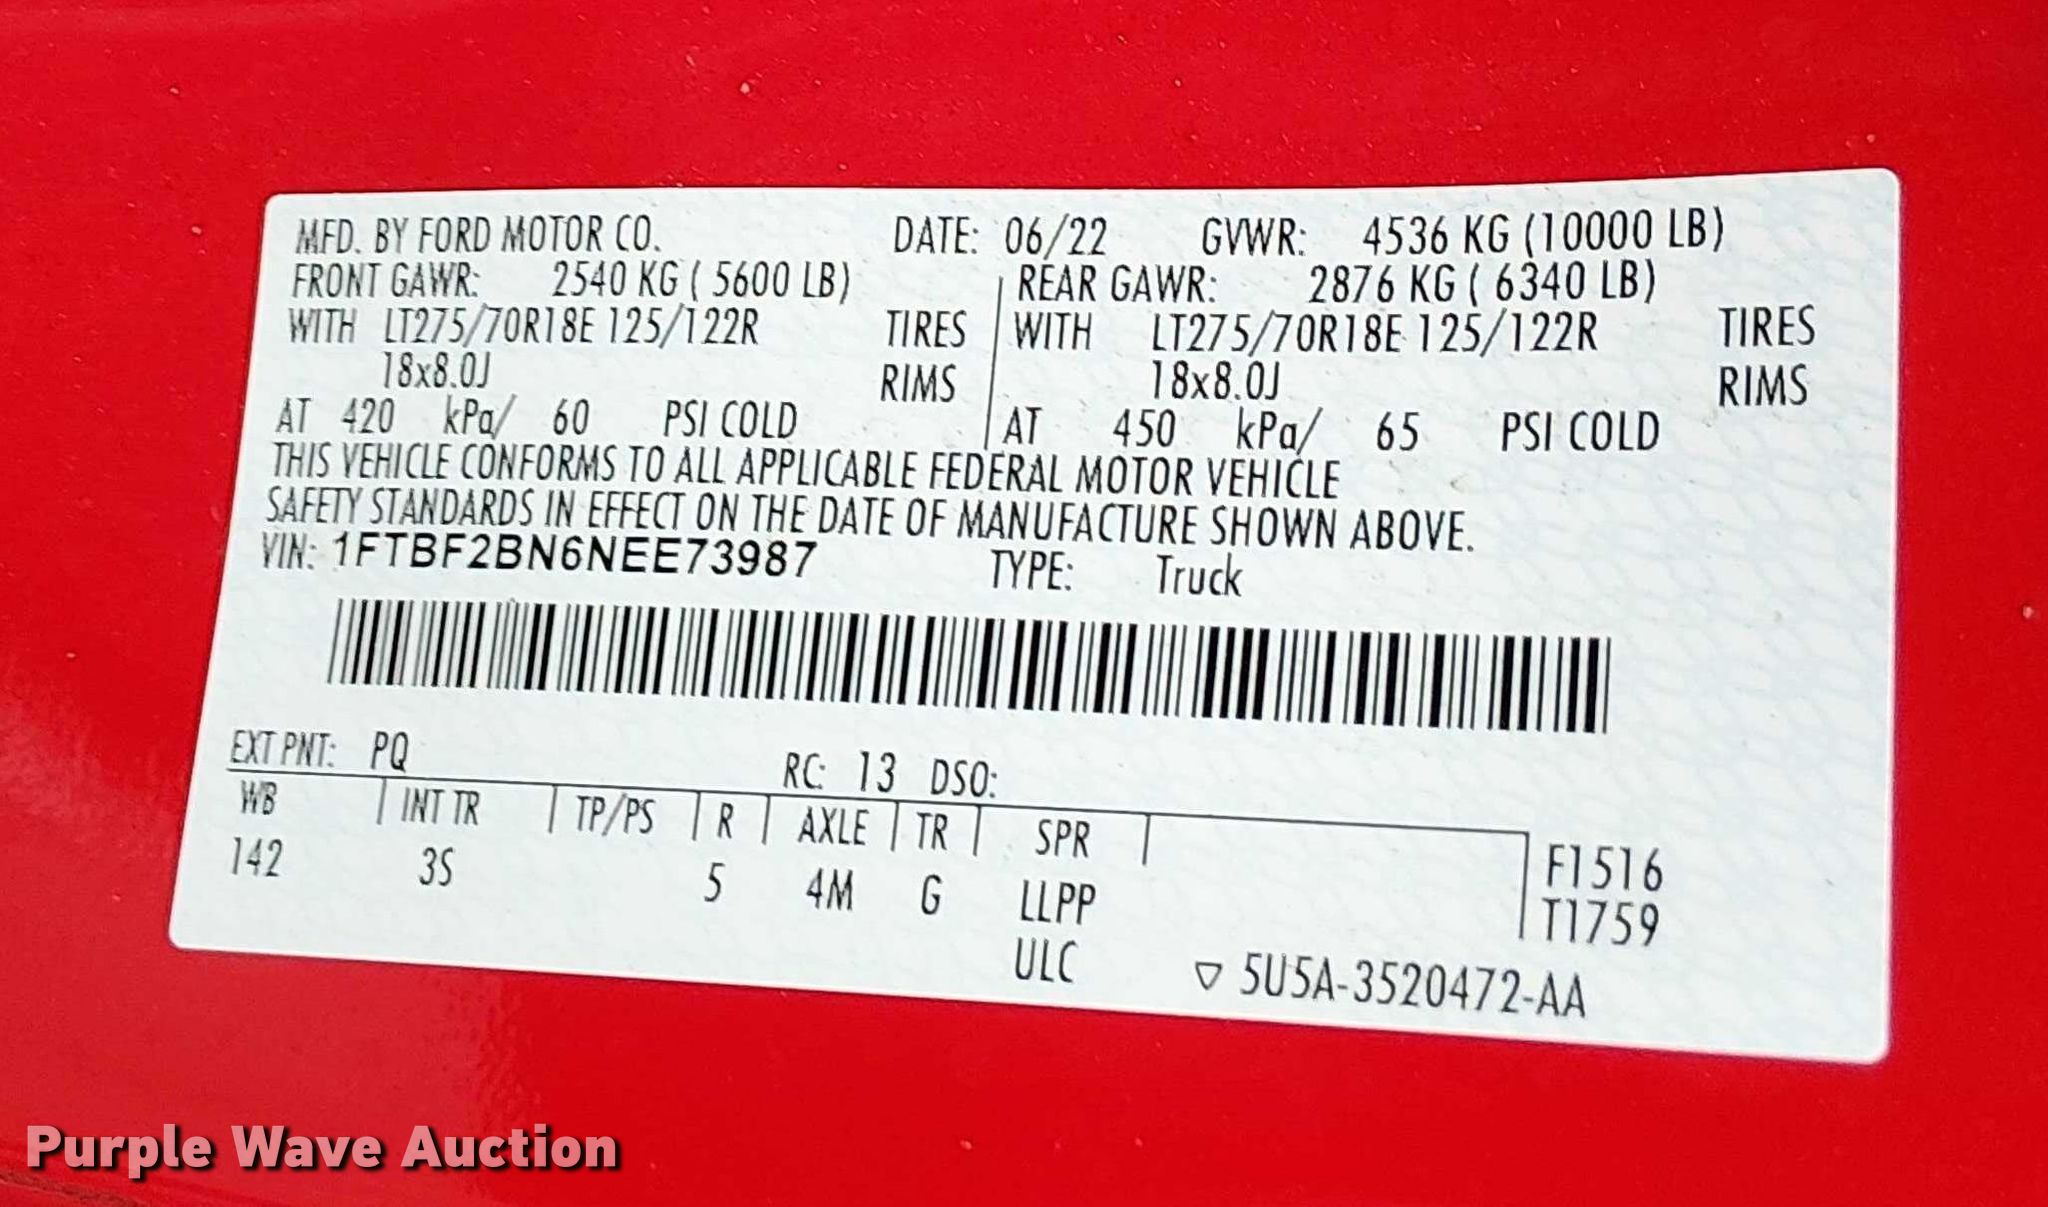 MFD. BY FORD MOTOR CO. DATE: 06/22 GVWR: 4536 KG (10000 LB)
FRONT GAWR: 2540 KG ( 5600 LB) REAR GAWR: 2876 KG ( 6340 LB)
WITH LT275/70R18E 125/122R TIRES WITH LT275/70R18E 125/122R TIRES
18x8.0J RIMS 18x8.0J RIMS
AT 420 kPa/ 60 PSI COLD AT 450 kPa/ 65 PSI COLD
THIS VEHICLE CONFORMS TO ALL APPLICABLE FEDERAL MOTOR VEHICLE
SAFETY STANDARDS IN EFFECT ON THE DATE OF MANUFACTURE SHOWN ABOVE.
VIN: 1FTBF2BN6NEE73987 TYPE: Truck
EXT PNT: PQ RC: 13 DSO:
WB INT TR TP/PS R AXLE TR SPR
142 3S 5 4M G LLPP F1516
ULC T1759
▽ 5U5A-3520472-AA
Purple Wave Auction